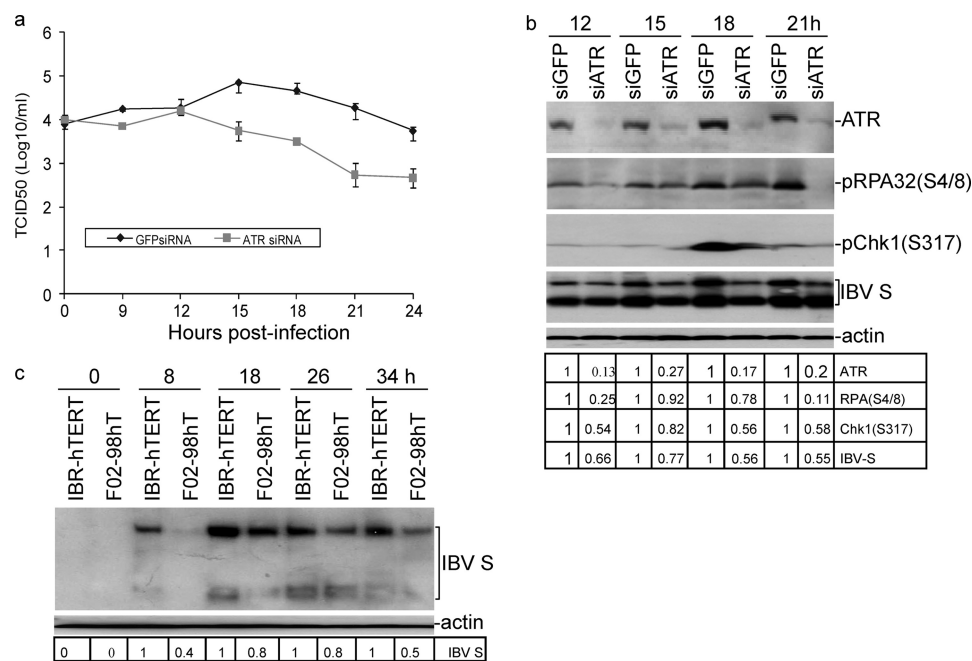 a
TCID50 (Log10/ml)
6
5
4
3
2
1
0
GFPsiRNA
ATR siRNA
0 9 12 15 18 21 24
Hours post-infection
b
12 15 18 21h
siGFP siATR siGFP siATR siGFP siATR siGFP siATR
-ATR
-pRPA32(S4/8)
-pChk1(S317)
IBV S
-actin
1 0.13 1 0.27 1 0.17 1 0.2 ATR
1 0.25 1 0.92 1 0.78 1 0.11 RPA(S4/8)
1 0.54 1 0.82 1 0.56 1 0.58 Chk1(S317)
1 0.66 1 0.77 1 0.56 1 0.55 IBV-S
c
0 8 18 26 34 h
IBR-hTERT F02-98hT IBR-hTERT F02-98hT IBR-hTERT F02-98hT IBR-hTERT F02-98hT IBR-hTERT F02-98hT
IBV S
-actin
0 0 1 0.4 1 0.8 1 0.8 1 0.5 IBV S